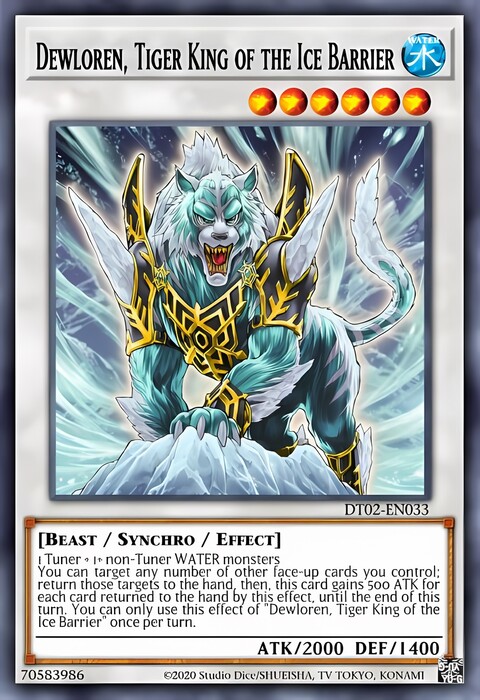 Dewloren, Tiger King of the Ice Barrier
WATER
水
DT02-EN033
[Beast / Synchro / Effect]
1 Tuner + 1+ non-Tuner WATER monsters
You can target any number of other face-up cards you control;
return those targets to the hand, then, this card gains 500 ATK for
each card returned to the hand by this effect, until the end of this
turn. You can only use this effect of "Dewloren, Tiger King of the
Ice Barrier" once per turn.
ATK/2000 DEF/1400
70583986
©2020 Studio Dice/SHUEISHA, TV TOKYO, KONAMI